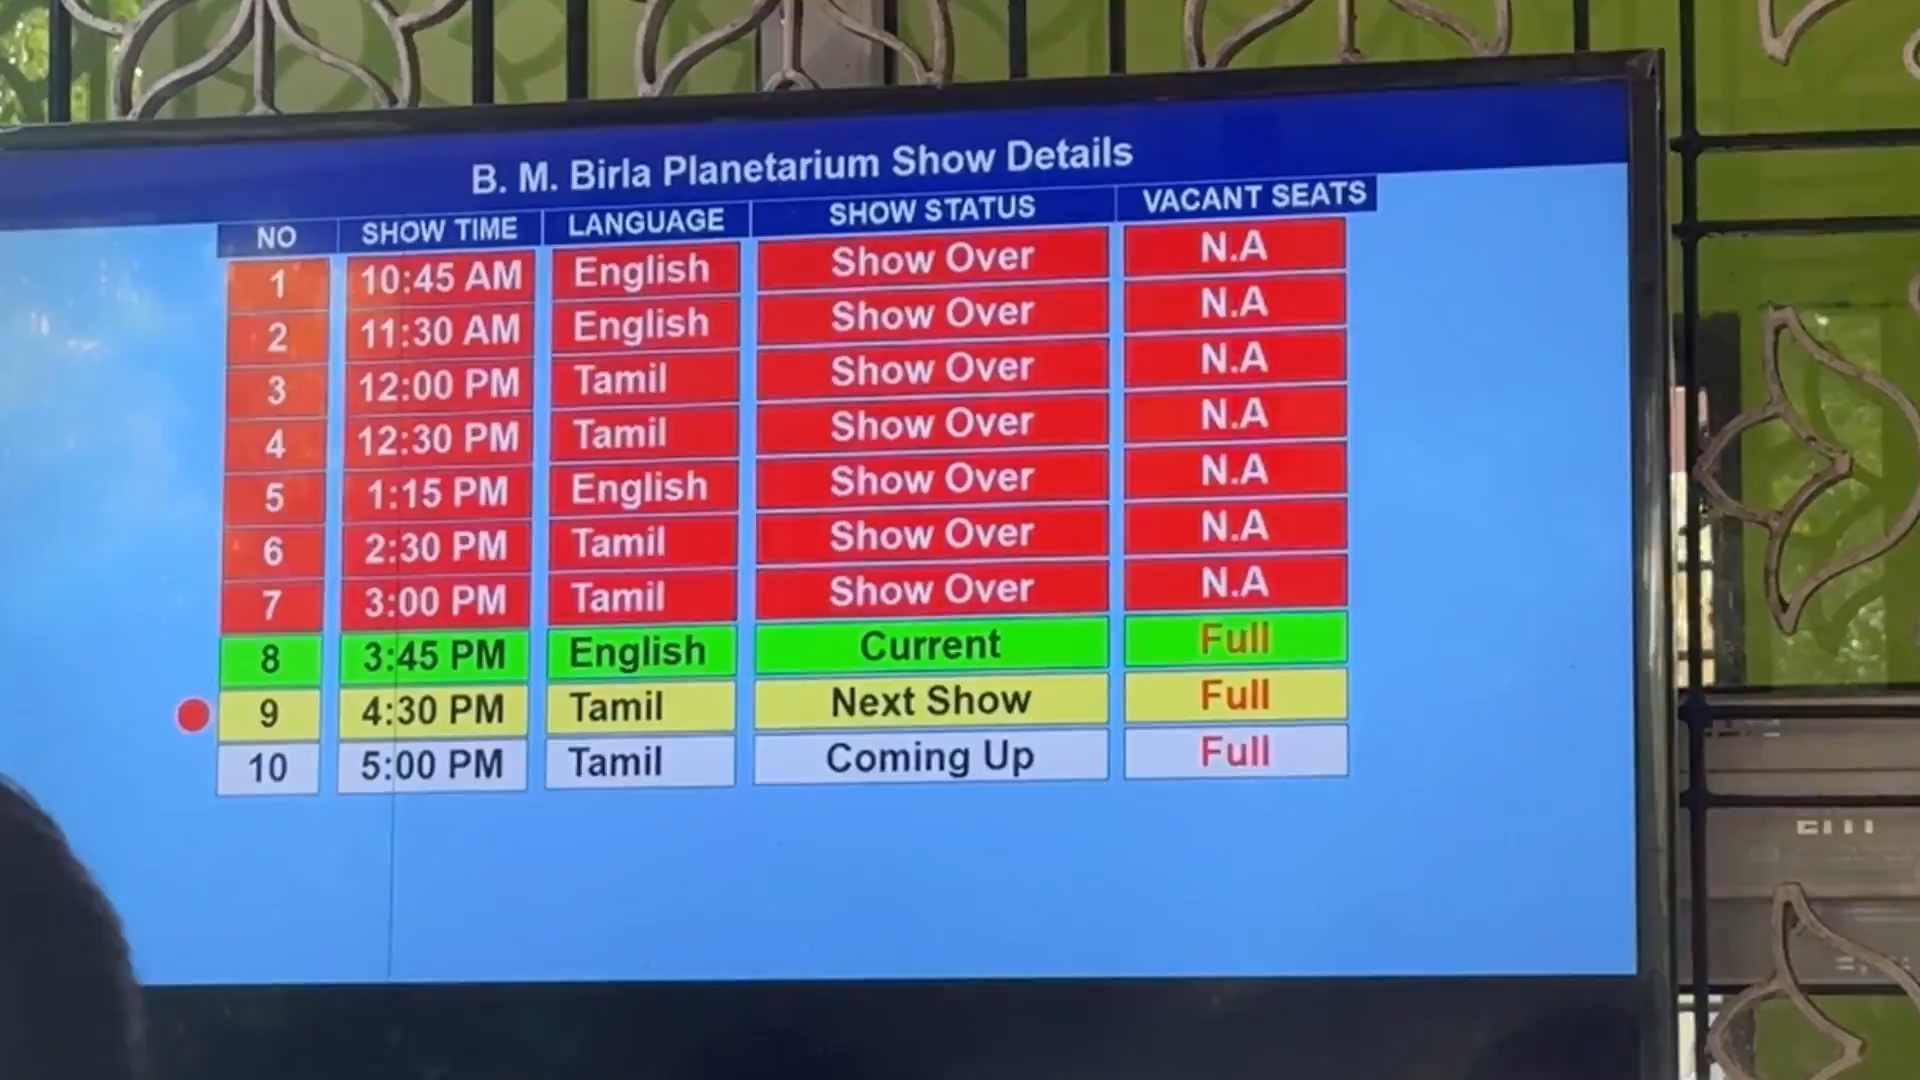 B. M. Birla Planetarium Show Details
NO SHOW TIME LANGUAGE SHOW STATUS VACANT SEATS
1 10:45 AM English Show Over N.A
2 11:30 AM English Show Over N.A
3 12:00 PM Tamil Show Over N.A
4 12:30 PM Tamil Show Over N.A
5 1:15 PM English Show Over N.A
6 2:30 PM Tamil Show Over N.A
7 3:00 PM Tamil Show Over N.A
8 3:45 PM English Current Full
9 4:30 PM Tamil Next Show Full
10 5:00 PM Tamil Coming Up Full